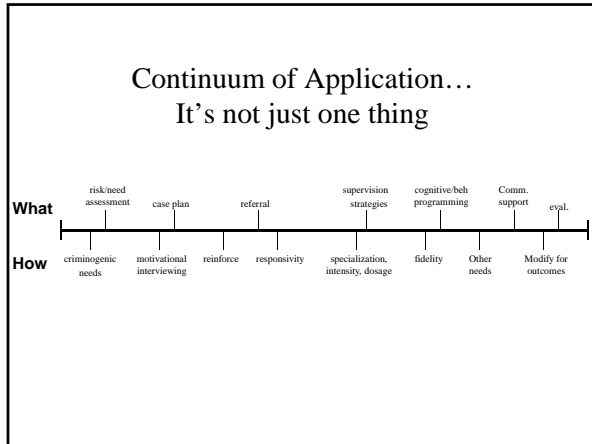 Continuum of Application…
It's not just one thing
What
risk/need
assessment
case plan
referral
supervision
strategies
cognitive/beh
programming
Comm.
support
eval.
How
criminogenic
needs
motivational
interviewing
reinforce
responsivity
specialization,
intensity, dosage
fidelity
Other
needs
Modify for
outcomes